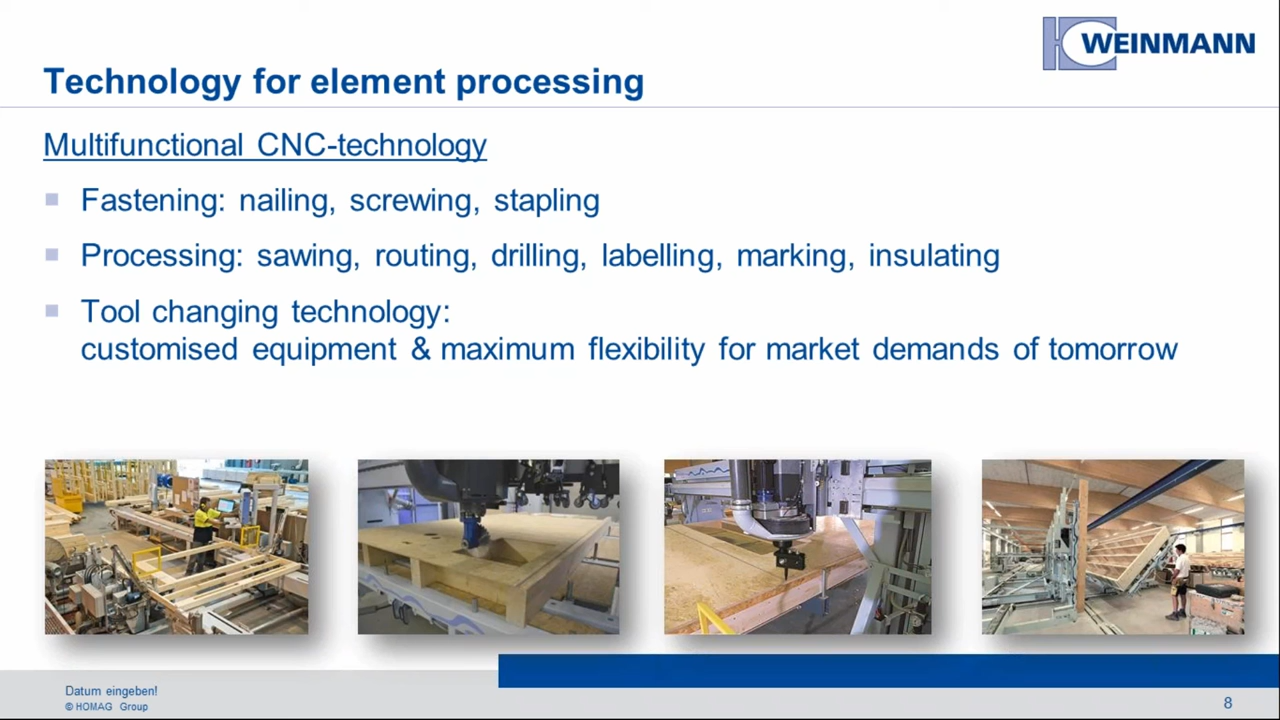 WEINMANN
Technology for element processing
Multifunctional CNC-technology
Fastening: nailing, screwing, stapling
Processing: sawing, routing, drilling, labelling, marking, insulating
Tool changing technology:
customised equipment & maximum flexibility for market demands of tomorrow
Datum eingeben!
© HOMAG Group
8